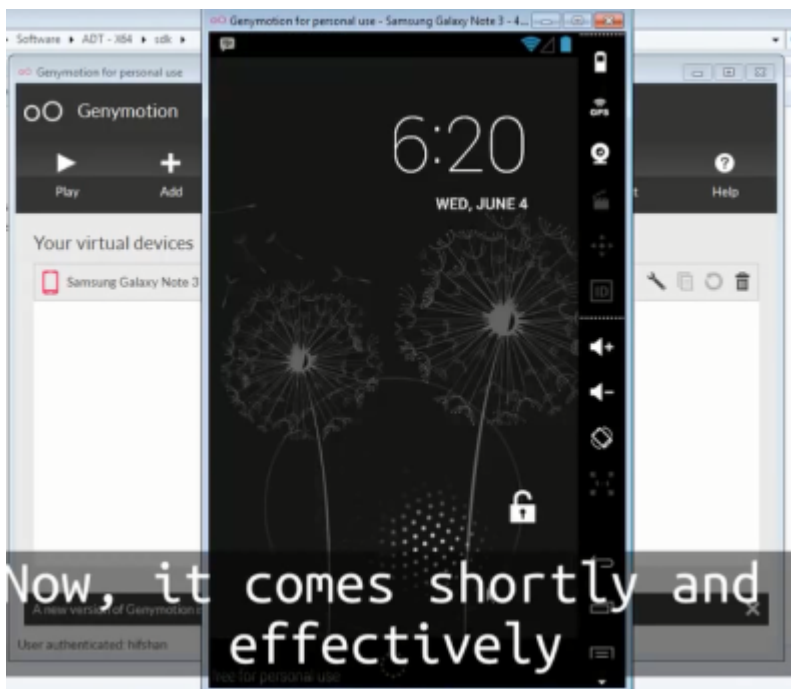 Genymotion for personal use - Samsung Galaxy Note 3 - 4...
Software ▸ ADT - X64 ▸ sdk ▸
Genymotion for personal use
Genymotion
GPS
6:20
WED, JUNE 4
Play
Add
Help
Your virtual devices
Samsung Galaxy Note 3
ID
Now, it comes shortly and
effectively
A new version of Genymotion
User authenticated: hifshan
free for personal use